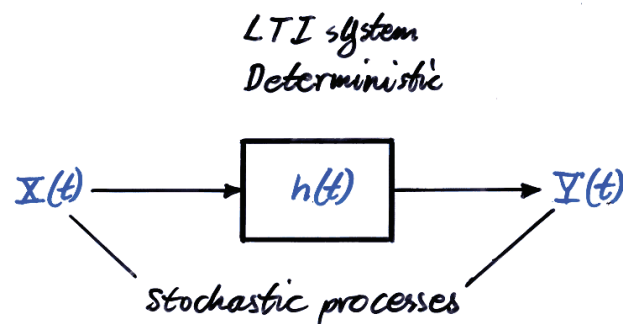 LTI system
Deterministic
X(t)
h(t)
Y(t)
Stochastic processes